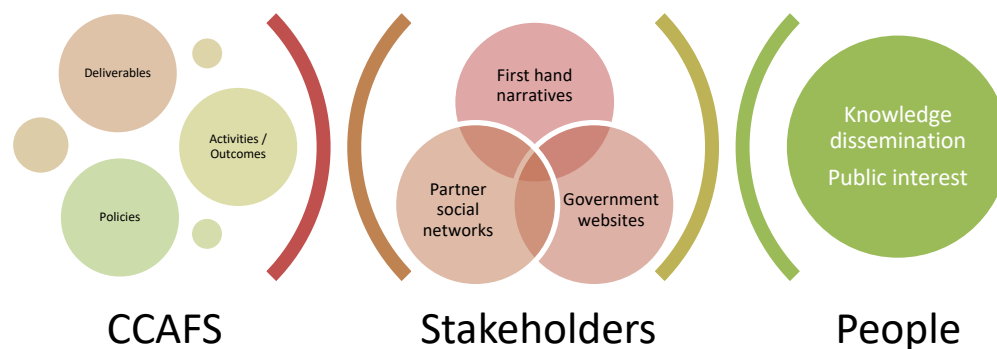 Deliverables
Activities /
Outcomes
Policies
First hand
narratives
Partner
social
networks
Government
websites
Knowledge
dissemination
Public interest
CCAFS
Stakeholders
People